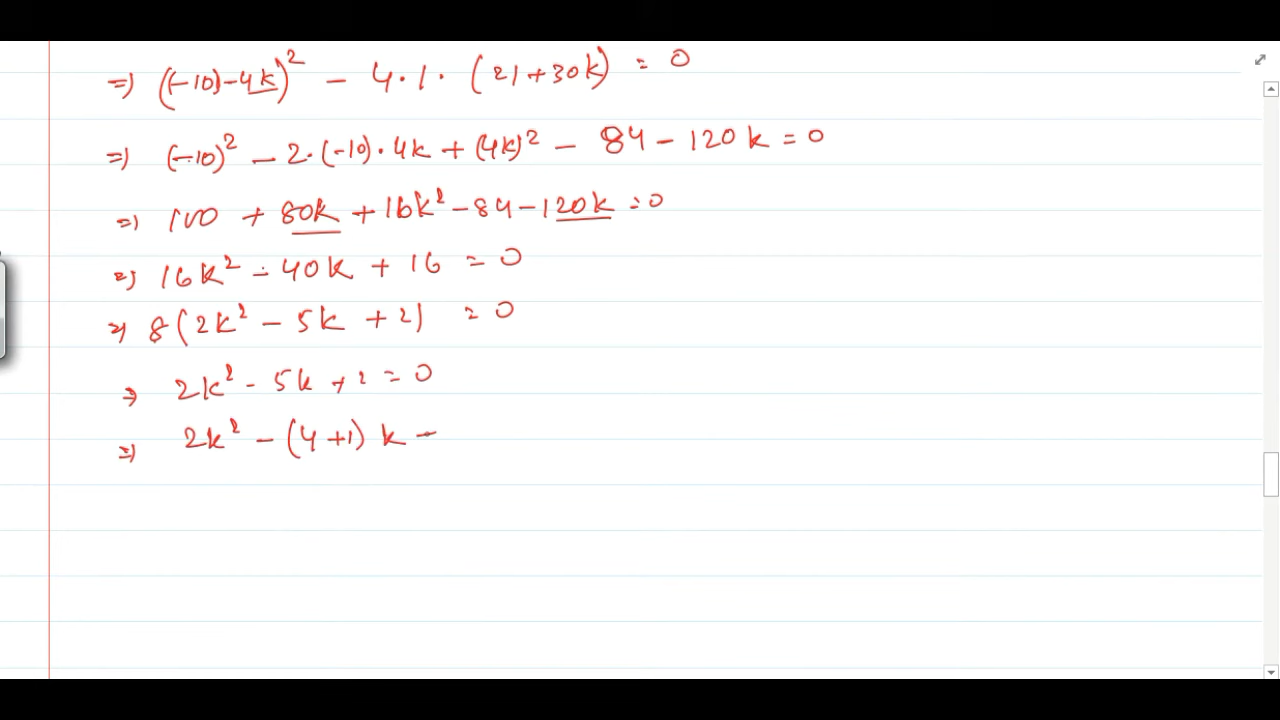 ⇒ ((-10)-4k)² - 4·1·(21+30k) = 0
⇒ (-10)² - 2·(-10)·4k + (4k)² - 84 - 120k = 0
⇒ 100 + 80k + 16k² - 84 - 120k = 0
⇒ 16k² - 40k + 16 = 0
⇒ 8(2k² - 5k + 2) = 0
⇒ 2k² - 5k + 2 = 0
⇒ 2k² - (4+1)k -